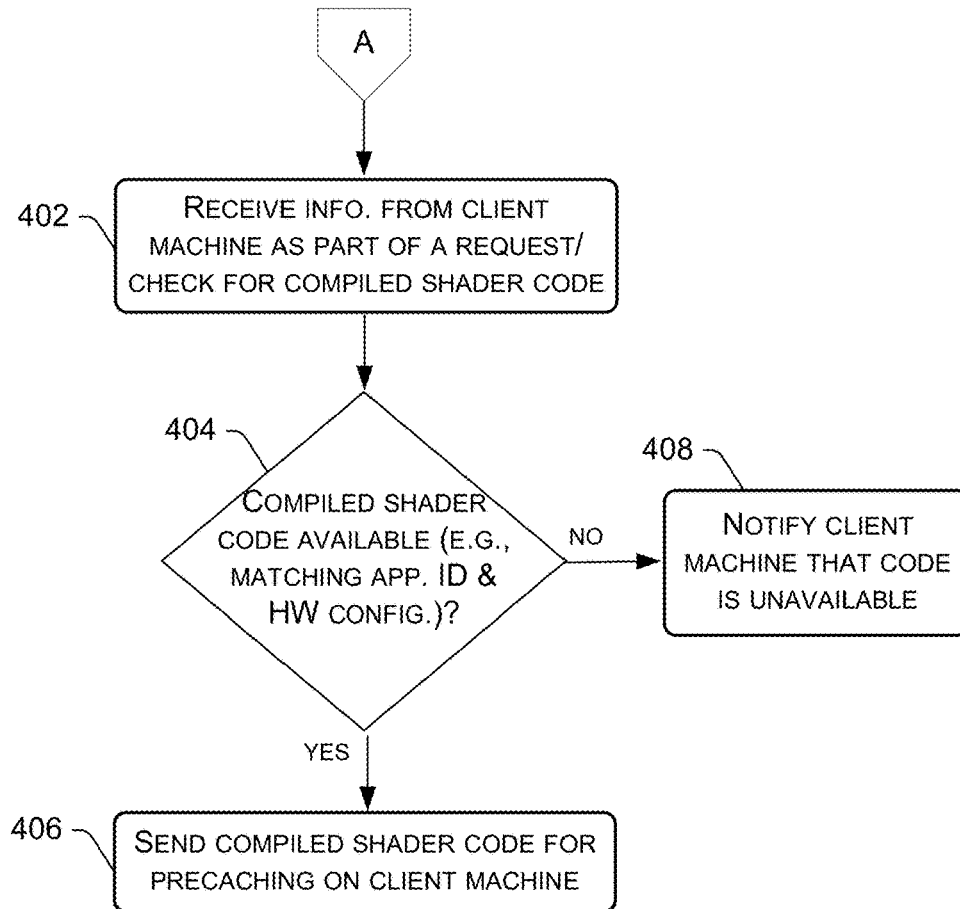 A
402
RECEIVE INFO. FROM CLIENT
MACHINE AS PART OF A REQUEST/
CHECK FOR COMPILED SHADER CODE
404
COMPILED SHADER
CODE AVAILABLE (E.G.,
MATCHING APP. ID &
HW CONFIG.)?
NO
408
NOTIFY CLIENT
MACHINE THAT CODE
IS UNAVAILABLE
YES
406
SEND COMPILED SHADER CODE FOR
PRECACHING ON CLIENT MACHINE